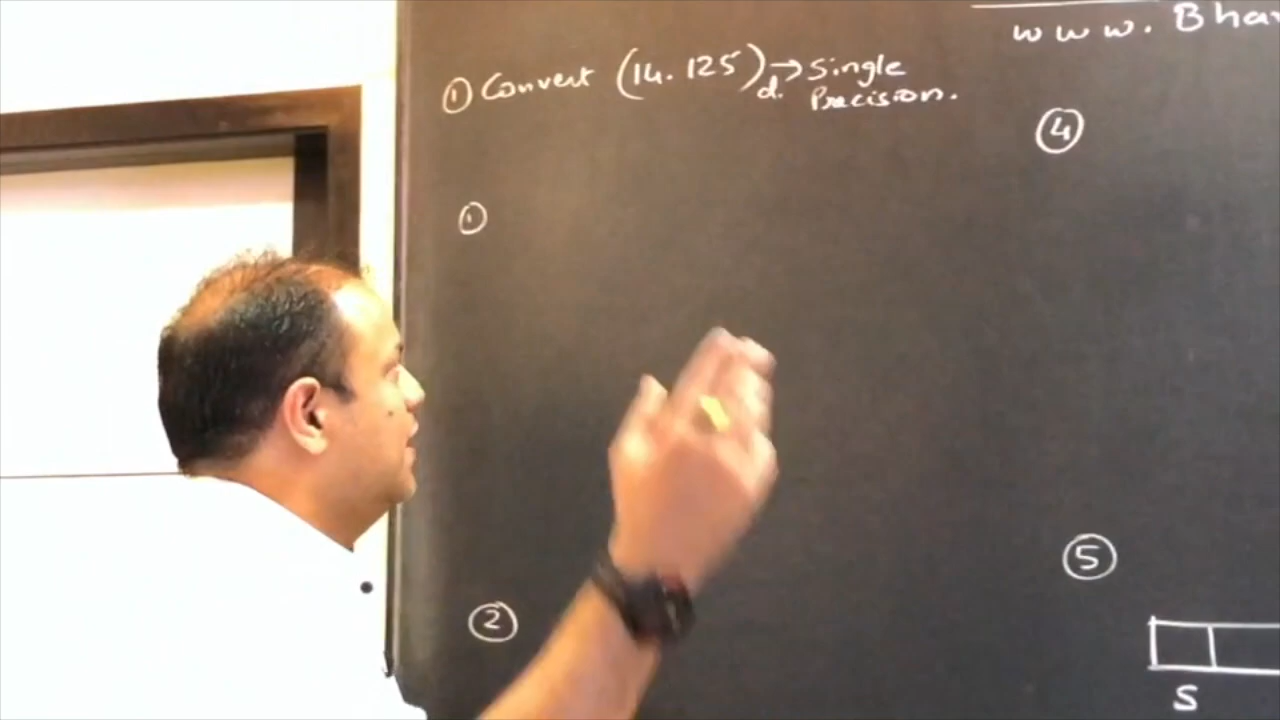 www. Bha
① Convert (14.125)d. → Single
Precision.
④
①
⑤
②
S